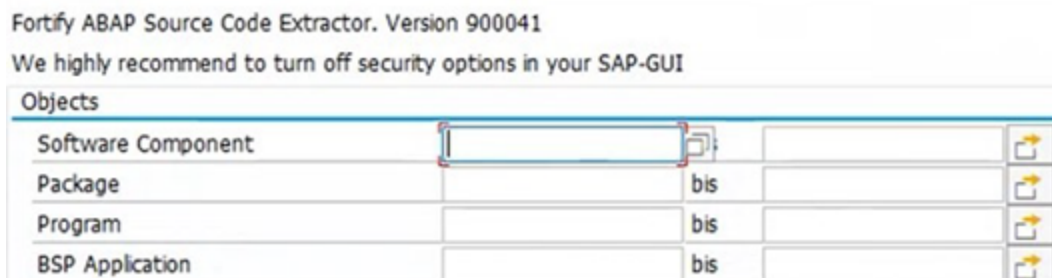 Fortify ABAP Source Code Extractor. Version 900041
We highly recommend to turn off security options in your SAP-GUI
Objects
Software Component
Package bis
Program bis
BSP Application bis